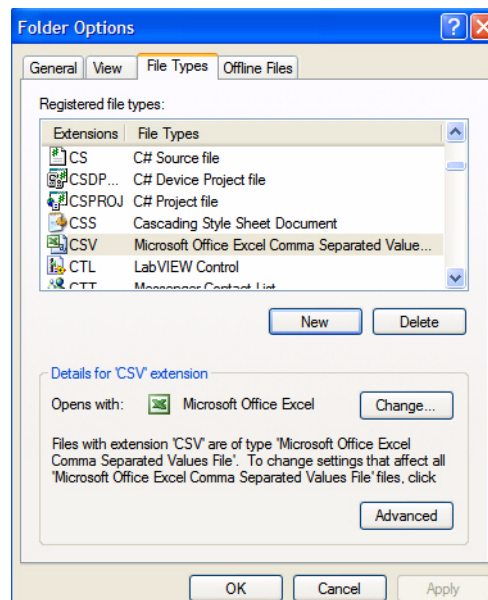 Folder Options
General View File Types Offline Files
Registered file types:
Extensions File Types
CS C# Source file
CSDP... C# Device Project file
CSPROJ C# Project file
CSS Cascading Style Sheet Document
CSV Microsoft Office Excel Comma Separated Value...
CTL LabVIEW Control
CTT Messenger Contact List
New Delete
Details for 'CSV' extension
Opens with: Microsoft Office Excel Change...
Files with extension 'CSV' are of type 'Microsoft Office Excel
Comma Separated Values File'. To change settings that affect all
'Microsoft Office Excel Comma Separated Values File' files, click
Advanced
OK Cancel Apply